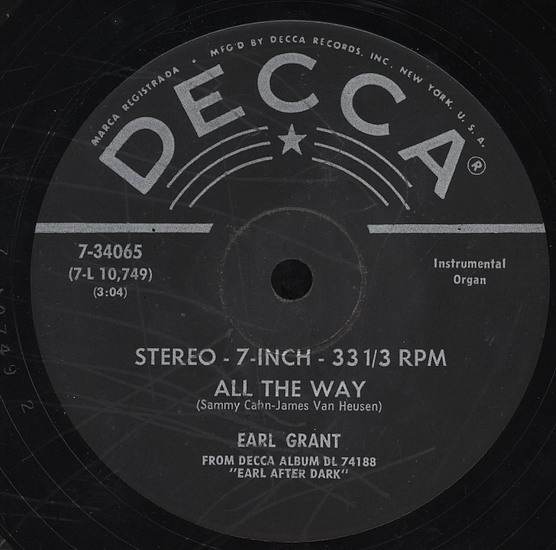 MARCA REGISTRADA • MFG'D BY DECCA RECORDS, INC. NEW YORK, U. S. A.
DECCA®
7-34065
(7-L 10,749)
(3:04)
Instrumental
Organ
STEREO - 7-INCH - 33 1/3 RPM
ALL THE WAY
(Sammy Cahn-James Van Heusen)
EARL GRANT
FROM DECCA ALBUM DL 74188
"EARL AFTER DARK"